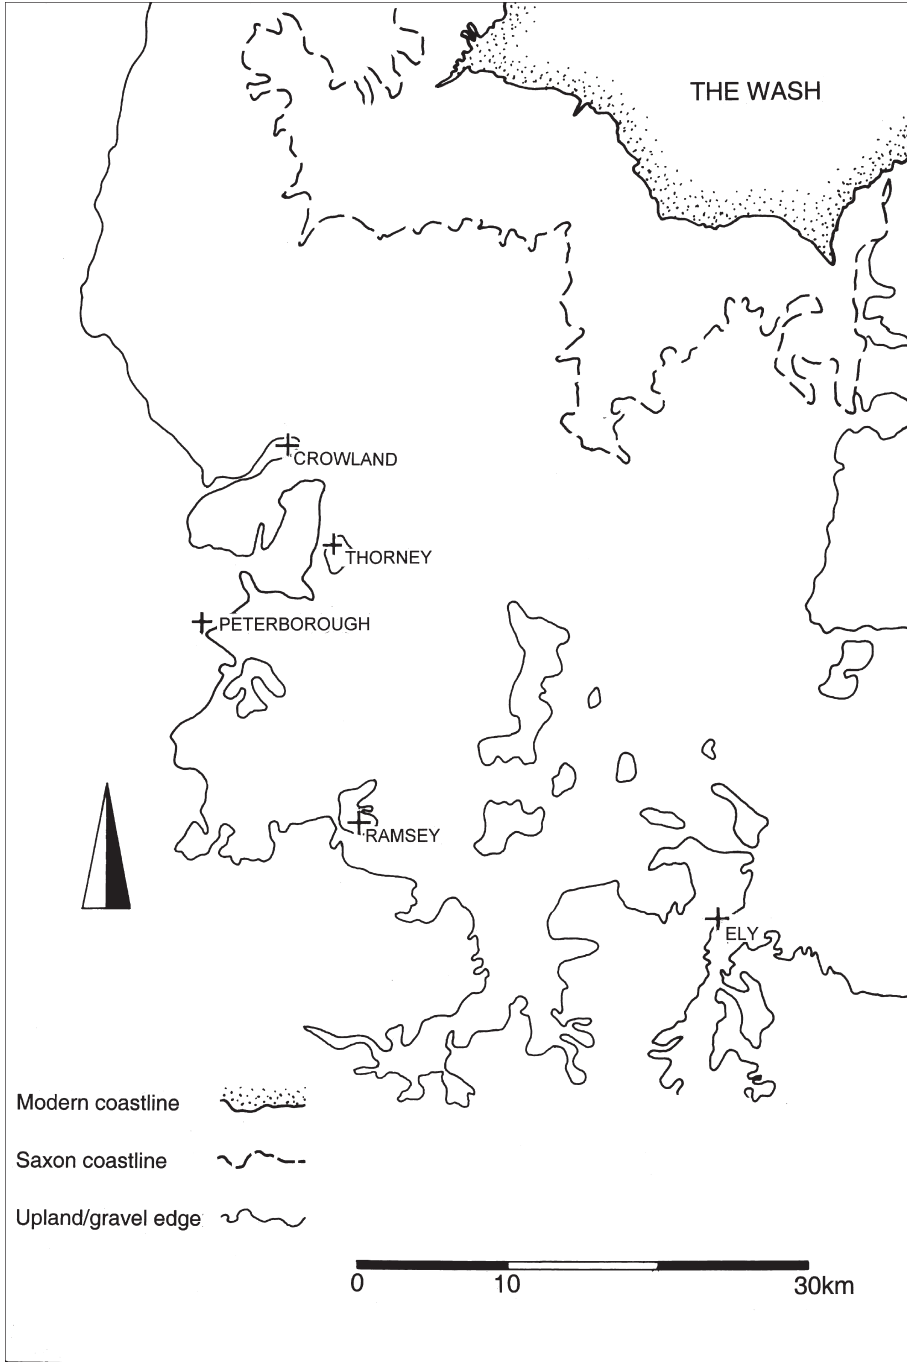 THE WASH
CROWLAND
THORNEY
PETERBOROUGH
RAMSEY
ELY
Modern coastline
Saxon coastline
Upland/gravel edge
0 10 30km